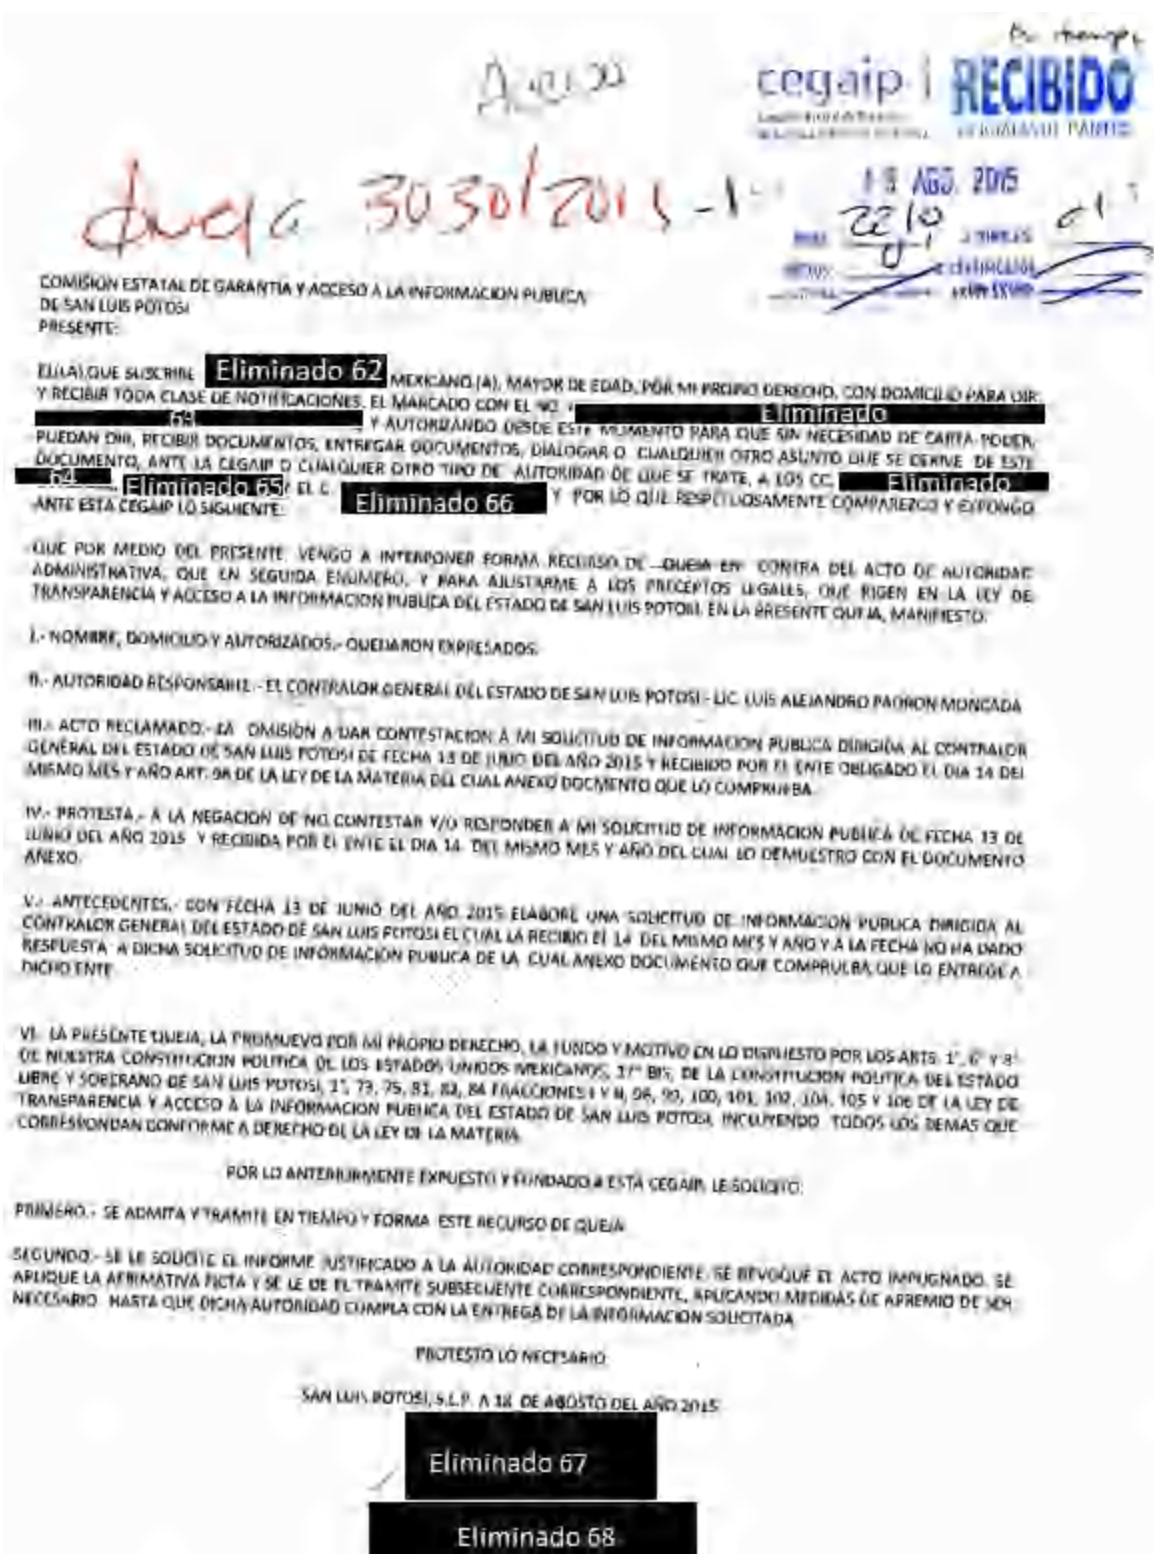 cegaip
RECIBIDO
AGO. 2015
Queja 3030/2015-1
COMISIÓN ESTATAL DE GARANTIA Y ACCESO A LA INFORMACION PUBLICA
DE SAN LUIS POTOSI
PRESENTE:
EL(LA) QUE SUSCRIBE Eliminado 62 MEXICANO (A), MAYOR DE EDAD, POR MI PROPIO DERECHO, CON DOMICILIO PARA OIR
Y RECIBIR TODA CLASE DE NOTIFICACIONES, EL MARCADO CON EL NO. Eliminado
63 Y AUTORIZANDO DESDE ESTE MOMENTO PARA QUE SIN NECESIDAD DE CARTA PODER,
PUEDAN OIR, RECIBIR DOCUMENTOS, ENTREGAR DOCUMENTOS, DIALOGAR O CUALQUIER OTRO ASUNTO QUE SE DERIVE DE ESTE
DOCUMENTO, ANTE LA CEGAIP O CUALQUIER OTRO TIPO DE AUTORIDAD DE QUE SE TRATE, A LOS CC. Eliminado
64, Eliminado 65 EL C. Eliminado 66 Y POR LO QUE RESPETUOSAMENTE COMPAREZCO Y EXPONGO
ANTE ESTA CEGAIP LO SIGUIENTE:
QUE POR MEDIO DEL PRESENTE, VENGO A INTERPONER FORMA RECURSO DE QUEJA EN CONTRA DEL ACTO DE AUTORIDAD
ADMINISTRATIVA, QUE EN SEGUIDA ENUMERO, Y PARA AJUSTARME A LOS PRECEPTOS LEGALES, QUE RIGEN EN LA LEY DE
TRANSPARENCIA Y ACCESO A LA INFORMACION PUBLICA DEL ESTADO DE SAN LUIS POTOSI, EN LA PRESENTE QUEJA, MANIFIESTO:
I.- NOMBRE, DOMICILIO Y AUTORIZADOS.- QUEDARON EXPRESADOS.
II.- AUTORIDAD RESPONSABLE.- EL CONTRALOR GENERAL DEL ESTADO DE SAN LUIS POTOSI.- LIC. LUIS ALEJANDRO PADRON MONCADA
III.- ACTO RECLAMADO.- LA OMISIÓN A DAR CONTESTACION A MI SOLICITUD DE INFORMACION PUBLICA DIRIGIDA AL CONTRALOR
GENERAL DEL ESTADO DE SAN LUIS POTOSI DE FECHA 13 DE JUNIO DEL AÑO 2015 Y RECIBIDO POR EL ENTE OBLIGADO EL DIA 14 DEL
MISMO MES Y AÑO ART. 98 DE LA LEY DE LA MATERIA DEL CUAL ANEXO DOCMENTO QUE LO COMPRUEBA.
IV.- PROTESTA.- A LA NEGACION DE NO CONTESTAR Y/O RESPONDER A MI SOLICITUD DE INFORMACION PUBLICA DE FECHA 13 DE
JUNIO DEL AÑO 2015 Y RECIBIDA POR EL ENTE EL DIA 14 DEL MISMO MES Y AÑO DEL CUAL LO DEMUESTRO CON EL DOCUMENTO
ANEXO.
V.- ANTECEDENTES.- CON FECHA 13 DE JUNIO DEL AÑO 2015 ELABORE UNA SOLICITUD DE INFORMACION PUBLICA DIRIGIDA AL
CONTRALOR GENERAL DEL ESTADO DE SAN LUIS POTOSI EL CUAL LA RECIBIO EL 14 DEL MISMO MES Y AÑO Y A LA FECHA NO HA DADO
RESPUESTA A DICHA SOLICITUD DE INFORMACION PUBLICA DE LA CUAL ANEXO DOCUMENTO QUE COMPRUEBA QUE LO ENTREGE A
DICHO ENTE
VI. LA PRESENTE QUEJA, LA PROMUEVO POR MI PROPIO DERECHO, LA FUNDO Y MOTIVO EN LO DISPUESTO POR LOS ARTS. 1°, 6° Y 8°
DE NUESTRA CONSTITUCION POLITICA DE LOS ESTADOS UNIDOS MEXICANOS, 17° BIS, DE LA CONSTITUCION POLITICA DEL ESTADO
LIBRE Y SOBERANO DE SAN LUIS POTOSI, 1°, 73, 75, 81, 82, 84 FRACCIONES I Y II, 98, 99, 100, 101, 102, 104, 105 Y 106 DE LA LEY DE
TRANSPARENCIA Y ACCESO A LA INFORMACION PUBLICA DEL ESTADO DE SAN LUIS POTOSI, INCLUYENDO TODOS LOS DEMAS QUE
CORRESPONDAN CONFORME A DERECHO DE LA LEY DE LA MATERIA
POR LO ANTERIORMENTE EXPUESTO Y FUNDADO A ESTA CEGAIP, LE SOLICITO:
PRIMERO.- SE ADMITA Y TRAMITE EN TIEMPO Y FORMA ESTE RECURSO DE QUEJA
SEGUNDO.- SE LE SOLICITE EL INFORME JUSTIFICADO A LA AUTORIDAD CORRESPONDIENTE, SE REVOQUE EL ACTO IMPUGNADO, SE
APLIQUE LA AFIRMATIVA FICTA Y SE LE DE EL TRAMITE SUBSECUENTE CORRESPONDIENTE, APLICANDO MEDIDAS DE APREMIO DE SER
NECESARIO HASTA QUE DICHA AUTORIDAD CUMPLA CON LA ENTREGA DE LA INFORMACION SOLICITADA
PROTESTO LO NECESARIO
SAN LUIS POTOSI, S.L.P. A 18 DE AGOSTO DEL AÑO 2015
Eliminado 67
Eliminado 68